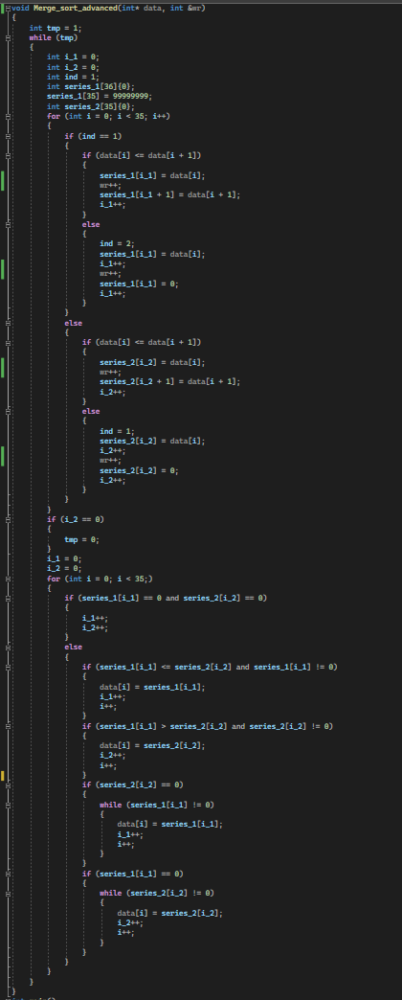 void Merge_sort_advanced(int* data, int &wr)
{
int tmp = 1;
while (tmp)
{
int i_1 = 0;
int i_2 = 0;
int ind = 1;
int series_1[36]{0};
series_1[35] = 99999999;
int series_2[35]{0};
for (int i = 0; i < 35; i++)
{
if (ind == 1)
{
if (data[i] <= data[i + 1])
{
series_1[i_1] = data[i];
wr++;
series_1[i_1 + 1] = data[i + 1];
i_1++;
}
else
{
ind = 2;
series_1[i_1] = data[i];
i_1++;
wr++;
series_1[i_1] = 0;
i_1++;
}
}
else
{
if (data[i] <= data[i + 1])
{
series_2[i_2] = data[i];
wr++;
series_2[i_2 + 1] = data[i + 1];
i_2++;
}
else
{
ind = 1;
series_2[i_2] = data[i];
i_2++;
wr++;
series_2[i_2] = 0;
i_2++;
}
}
}
if (i_2 == 0)
{
tmp = 0;
}
i_1 = 0;
i_2 = 0;
for (int i = 0; i < 35;)
{
if (series_1[i_1] == 0 and series_2[i_2] == 0)
{
i_1++;
i_2++;
}
else
{
if (series_1[i_1] <= series_2[i_2] and series_1[i_1] != 0)
{
data[i] = series_1[i_1];
i_1++;
i++;
}
if (series_1[i_1] > series_2[i_2] and series_2[i_2] != 0)
{
data[i] = series_2[i_2];
i_2++;
i++;
}
if (series_2[i_2] == 0)
{
while (series_1[i_1] != 0)
{
data[i] = series_1[i_1];
i_1++;
i++;
}
}
if (series_1[i_1] == 0)
{
while (series_2[i_2] != 0)
{
data[i] = series_2[i_2];
i_2++;
i++;
}
}
}
}
}
}